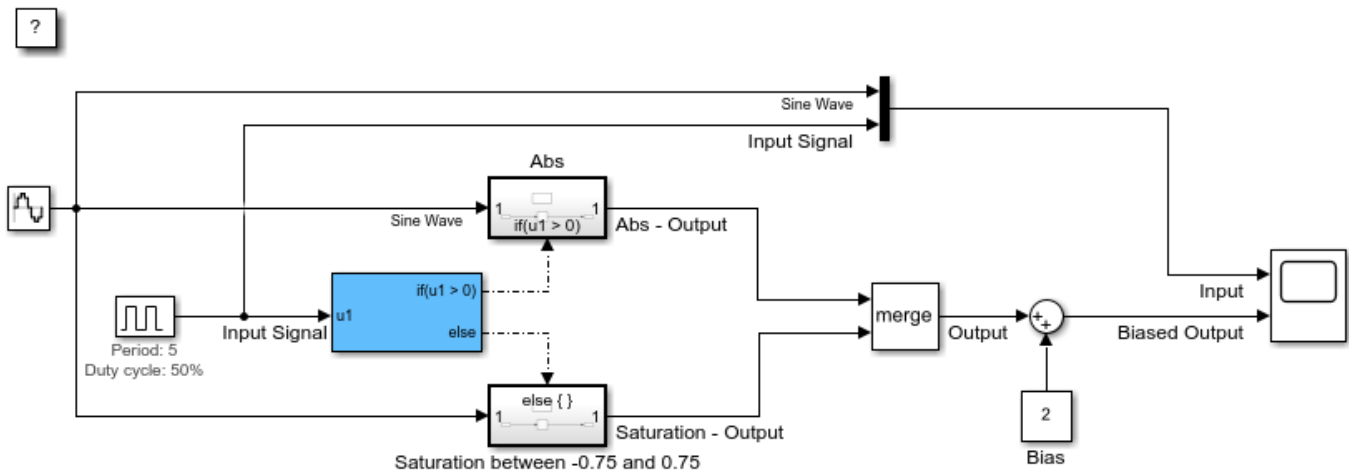 ?
Sine Wave
Input Signal
Abs
1
1
if(u1 > 0)
Sine Wave
Abs - Output
if(u1 > 0)
u1
else
Input Signal
Period: 5
Duty cycle: 50%
merge
Output
+
+
Input
Biased Output
else { }
1
1
Saturation - Output
Saturation between -0.75 and 0.75
2
Bias